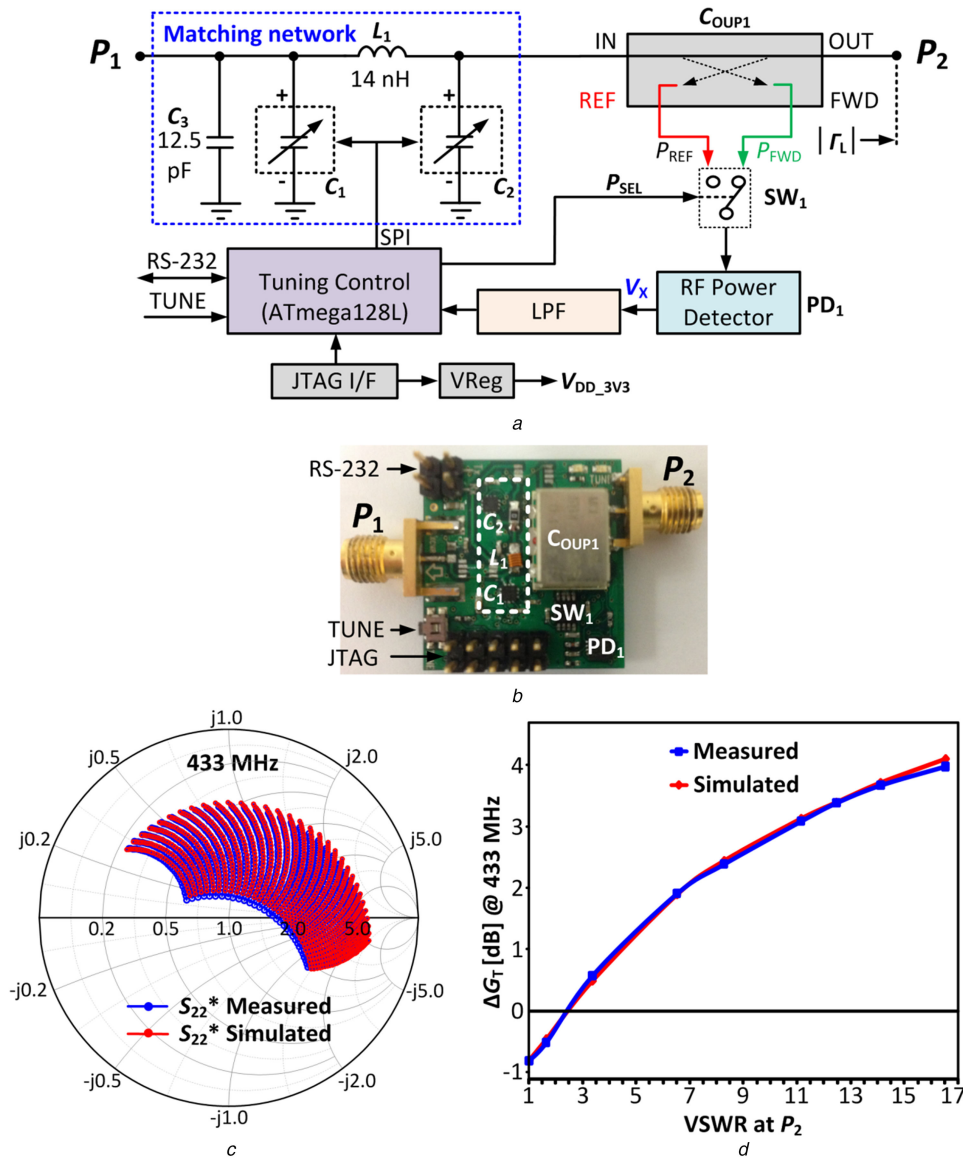 Matching network
P1
L1
14 nH
C3
12.5
pF
+
-
C1
+
-
C2
COUP1
IN
OUT
REF
FWD
P2
PREF
PFWD
|ΓL|
PSEL
SW1
SPI
RS-232
TUNE
Tuning Control
(ATmega128L)
LPF
VX
RF Power
Detector
PD1
JTAG I/F
VReg
VDD_3V3
a
RS-232
P1
P2
TUNE
C2
L1
C1
COUP1
SW1
PD1
TUNE
JTAG
b
433 MHz
j1.0
j0.5
j2.0
j0.2
j5.0
0.2
0.5
1.0
2.0
5.0
-j0.2
-j5.0
-j0.5
-j2.0
-j1.0
S22* Measured
S22* Simulated
c
Measured
Simulated
ΔGT [dB] @ 433 MHz
4
3
2
1
0
-1
1 3 5 7 9 11 13 15 17
VSWR at P2
d